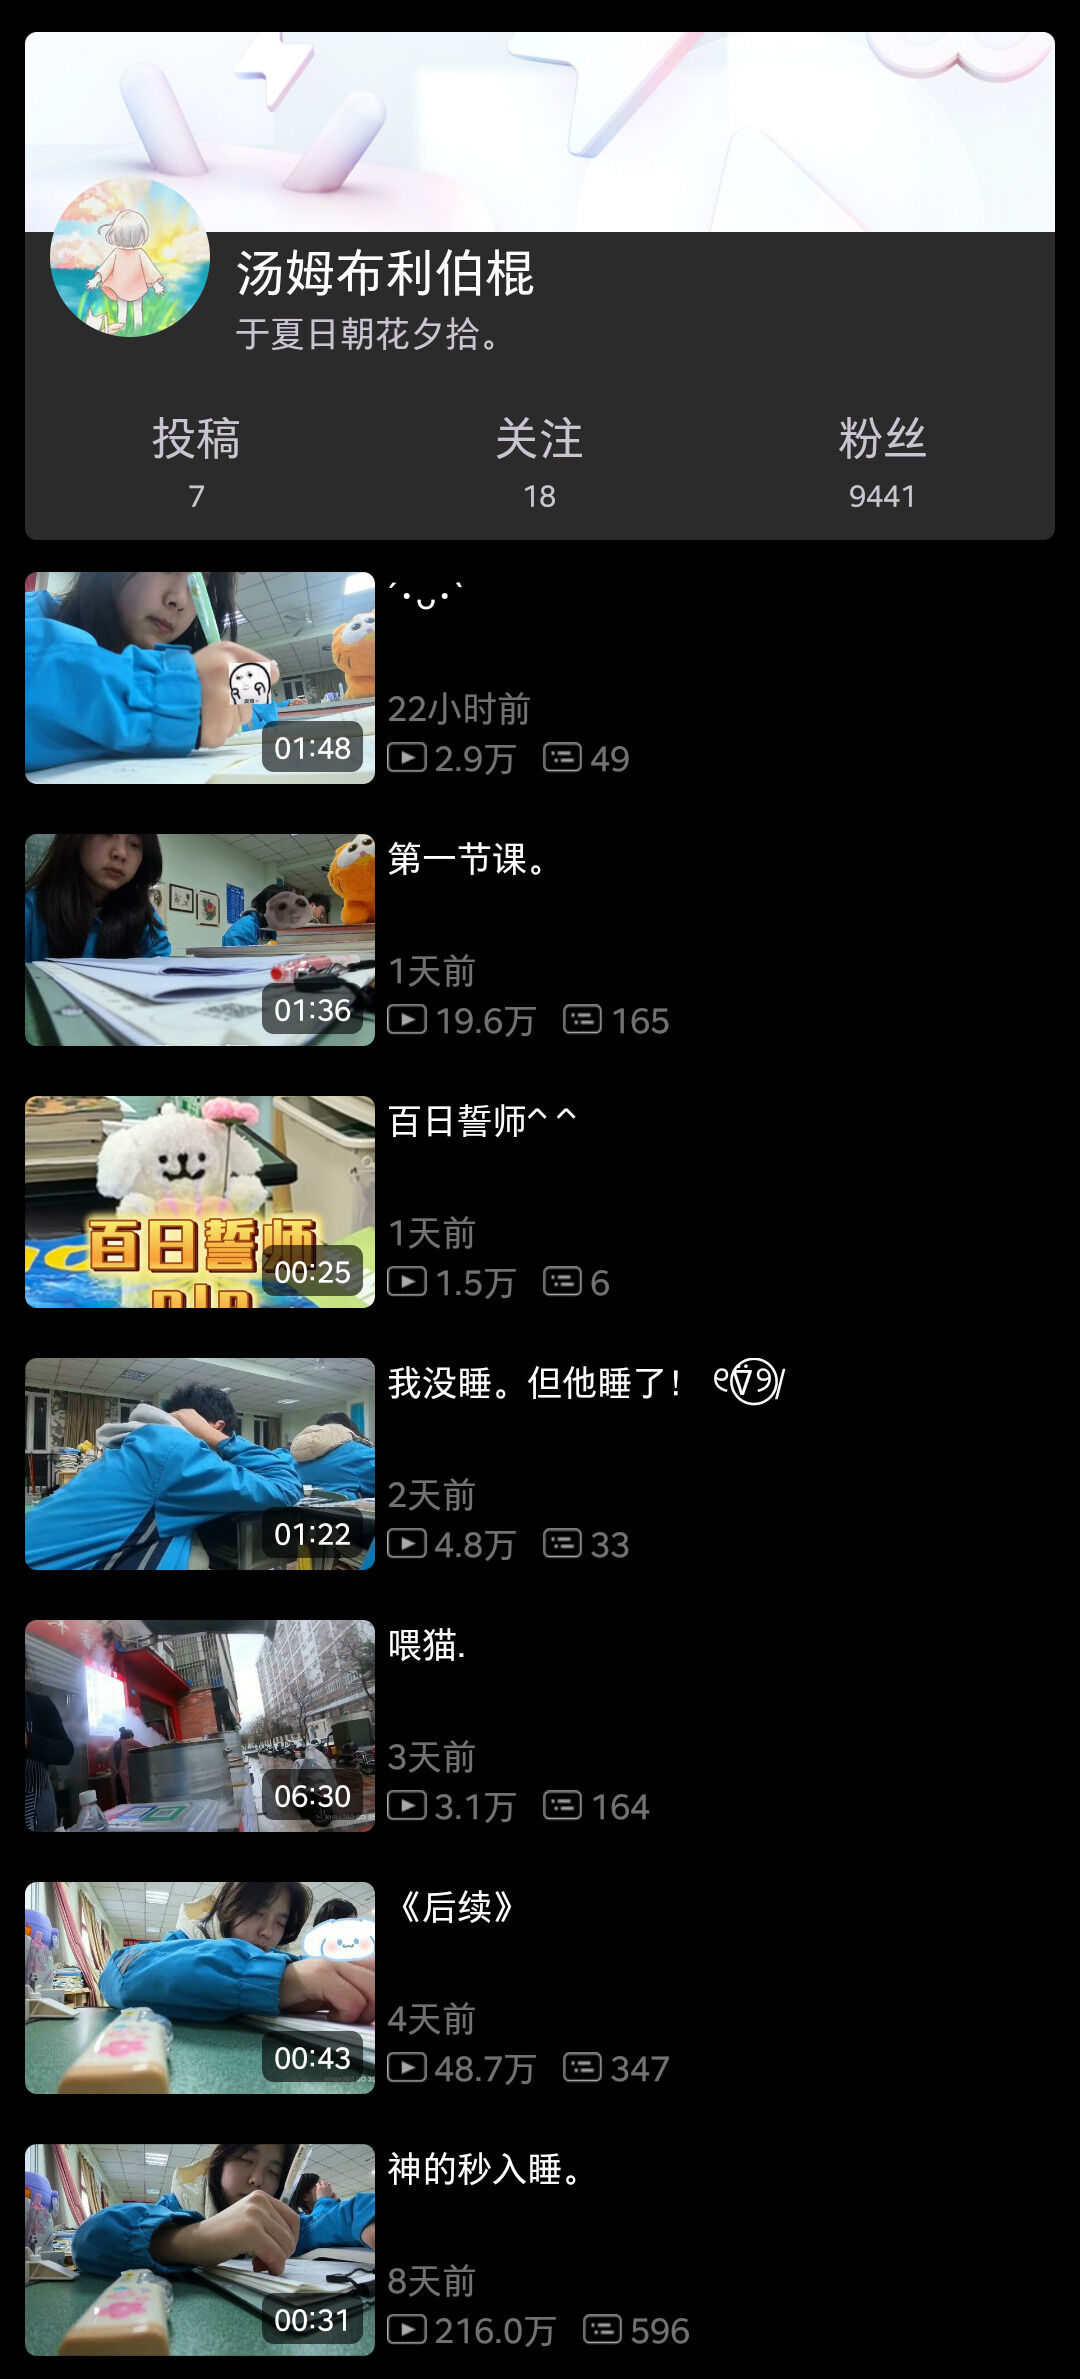 汤姆布利伯棍
于夏日朝花夕拾。
投稿 关注 粉丝
7 18 9441
´•ᴗ•`
22小时前
2.9万 49
01:48
第一节课。
1天前
19.6万 165
01:36
百日誓师^ ^
1天前
1.5万 6
百日誓师
00:25
我没睡。但他睡了!
2天前
4.8万 33
01:22
喂猫.
3天前
3.1万 164
06:30
《后续》
4天前
48.7万 347
00:43
神的秒入睡。
8天前
216.0万 596
00:31